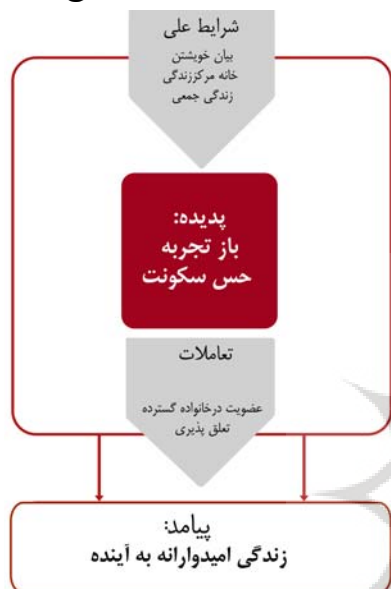 شرایط علی
بیان خویشتن
خانه مرکززندگی
زندگی جمعی
پدیده:
باز تجربه
حس سکونت
تعاملات
عضویت درخانواده گسترده
تعلق پذیری
پیامد:
زندگی امیدوارانه به آینده